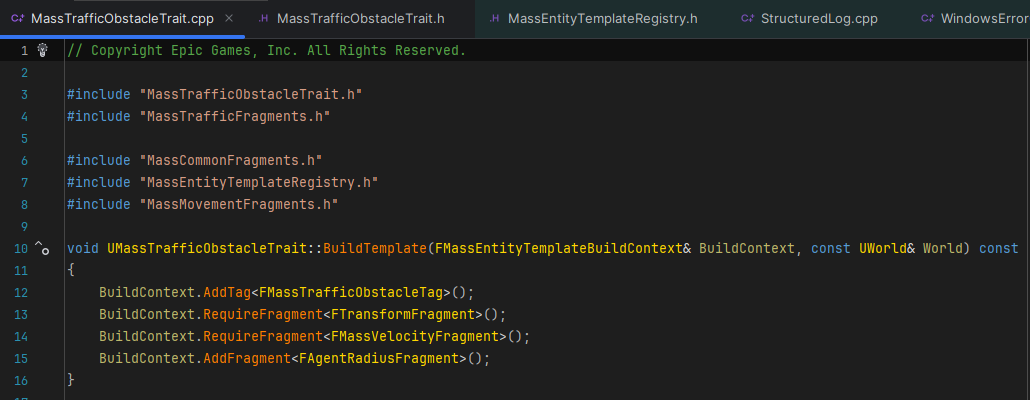 MassTrafficObstacleTrait.cpp × MassTrafficObstacleTrait.h MassEntityTemplateRegistry.h StructuredLog.cpp WindowsError
1 // Copyright Epic Games, Inc. All Rights Reserved.
2
3 #include "MassTrafficObstacleTrait.h"
4 #include "MassTrafficFragments.h"
5
6 #include "MassCommonFragments.h"
7 #include "MassEntityTemplateRegistry.h"
8 #include "MassMovementFragments.h"
9
10 void UMassTrafficObstacleTrait::BuildTemplate(FMassEntityTemplateBuildContext& BuildContext, const UWorld& World) const
11 {
12 BuildContext.AddTag<FMassTrafficObstacleTag>();
13 BuildContext.RequireFragment<FTransformFragment>();
14 BuildContext.RequireFragment<FMassVelocityFragment>();
15 BuildContext.AddFragment<FAgentRadiusFragment>();
16 }